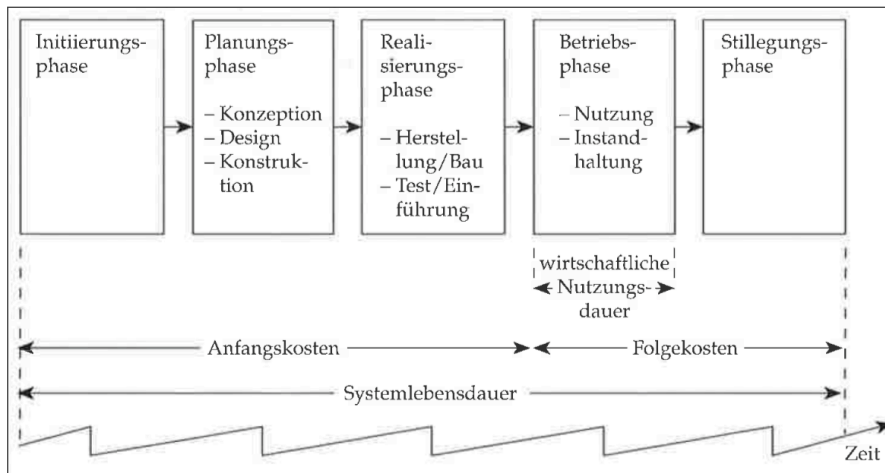 Initiierungs-
phase
Planungs-
phase
– Konzeption
– Design
– Konstruk-
tion
Reali-
sierungs-
phase
– Herstel-
lung/Bau
– Test/Ein-
führung
Betriebs-
phase
– Nutzung
– Instand-
haltung
Stillegungs-
phase
wirtschaftliche
Nutzungs-
dauer
Anfangskosten
Folgekosten
Systemlebensdauer
Zeit